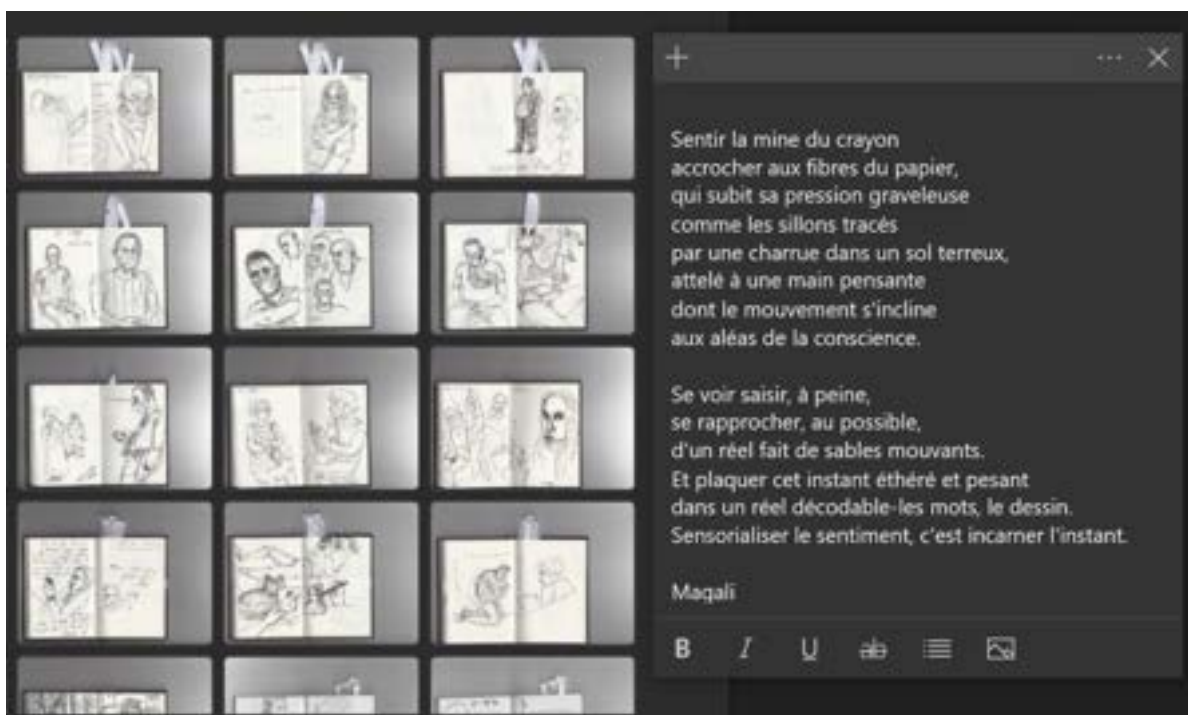 Sentir la mine du crayon
accrocher aux fibres du papier,
qui subit sa pression graveleuse
comme les sillons tracés
par une charrue dans un sol terreux,
attelé à une main pensante
dont le mouvement s'incline
aux aléas de la conscience.
Se voir saisir, à peine,
se rapprocher, au possible,
d'un réel fait de sables mouvants.
Et plaquer cet instant éthéré et pesant
dans un réel décodable-les mots, le dessin.
Sensorialiser le sentiment, c'est incarner l'instant.
Magali
B I U ab